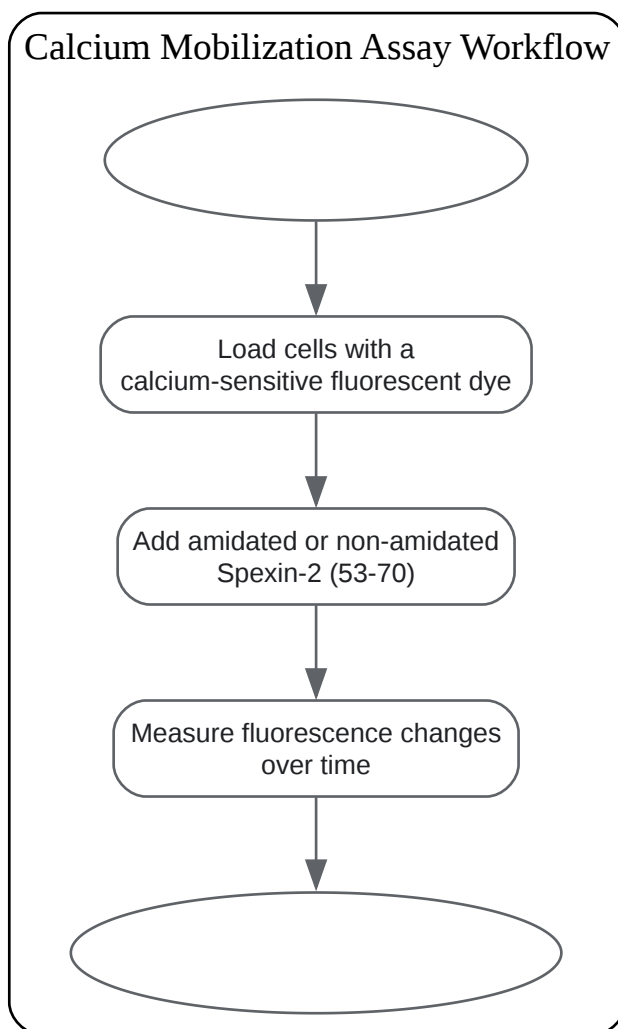 Calcium Mobilization Assay Workflow
Load cells with a
calcium-sensitive fluorescent dye
Add amidated or non-amidated
Spexin-2 (53-70)
Measure fluorescence changes
over time